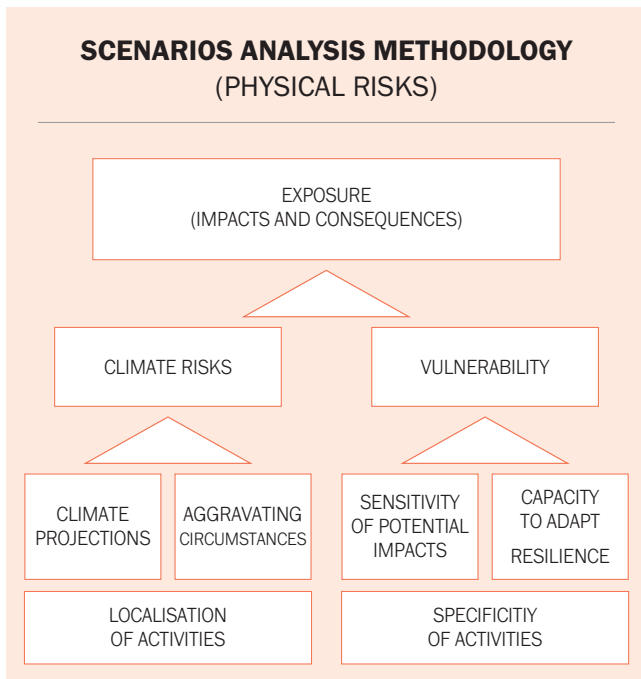 SCENARIOS ANALYSIS METHODOLOGY
(PHYSICAL RISKS)
EXPOSURE
(IMPACTS AND CONSEQUENCES)
CLIMATE RISKS
VULNERABILITY
CLIMATE
PROJECTIONS
AGGRAVATING
CIRCUMSTANCES
SENSITIVITY
OF POTENTIAL
IMPACTS
CAPACITY
TO ADAPT
RESILIENCE
LOCALISATION
OF ACTIVITIES
SPECIFICITIY
OF ACTIVITIES